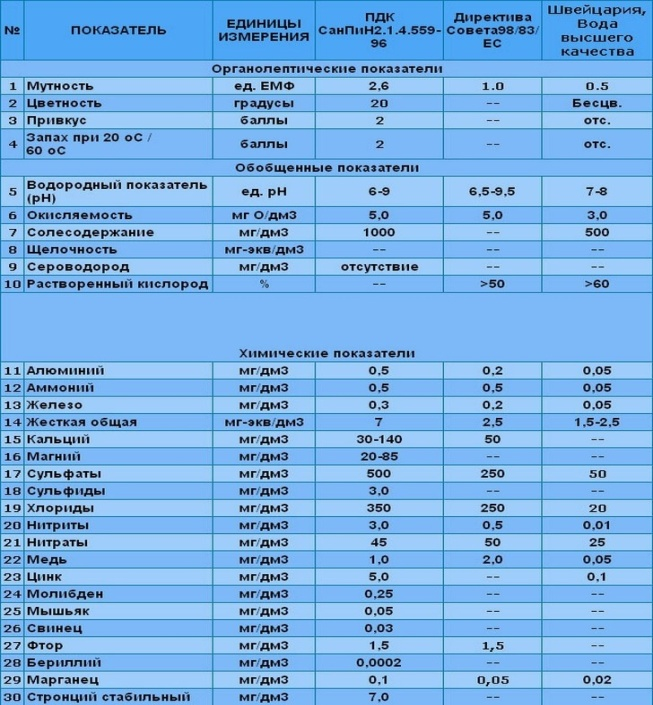 № ПОКАЗАТЕЛЬ ЕДИНИЦЫ ИЗМЕРЕНИЯ ПДК СанПиН2.1.4.559-96 Директива Совета98/83/ЕС Швейцария, Вода высшего качества
Органолептические показатели
1 Мутность ед. ЕМФ 2,6 1.0 0.5
2 Цветность градусы 20 -- Бесцв.
3 Привкус баллы 2 -- отс.
4 Запах при 20 оС / 60 оС баллы 2 -- отс.
Обобщенные показатели
5 Водородный показатель (рН) ед. рН 6-9 6,5-9,5 7-8
6 Окисляемость мг О/дм3 5,0 5,0 3,0
7 Солесодержание мг/дм3 1000 -- 500
8 Щелочность мг-экв/дм3 -- -- --
9 Сероводород мг/дм3 отсутствие -- --
10 Растворенный кислород % -- >50 >60
Химические показатели
11 Алюминий мг/дм3 0,5 0,2 0,05
12 Аммоний мг/дм3 0,5 0,5 0,05
13 Железо мг/дм3 0,3 0,2 0,05
14 Жесткая общая мг-экв/дм3 7 2,5 1,5-2,5
15 Кальций мг/дм3 30-140 50 --
16 Магний мг/дм3 20-85 -- --
17 Сульфаты мг/дм3 500 250 50
18 Сульфиды мг/дм3 3,0 -- --
19 Хлориды мг/дм3 350 250 20
20 Нитриты мг/дм3 3,0 0,5 0,01
21 Нитраты мг/дм3 45 50 25
22 Медь мг/дм3 1,0 2,0 0,05
23 Цинк мг/дм3 5,0 -- 0,1
24 Молибден мг/дм3 0,25 -- --
25 Мышьяк мг/дм3 0,05 -- --
26 Свинец мг/дм3 0,03 -- --
27 Фтор мг/дм3 1,5 1,5 --
28 Бериллий мг/дм3 0,0002 -- --
29 Марганец мг/дм3 0,1 0,05 0,02
30 Стронций стабильный мг/дм3 7,0 -- --